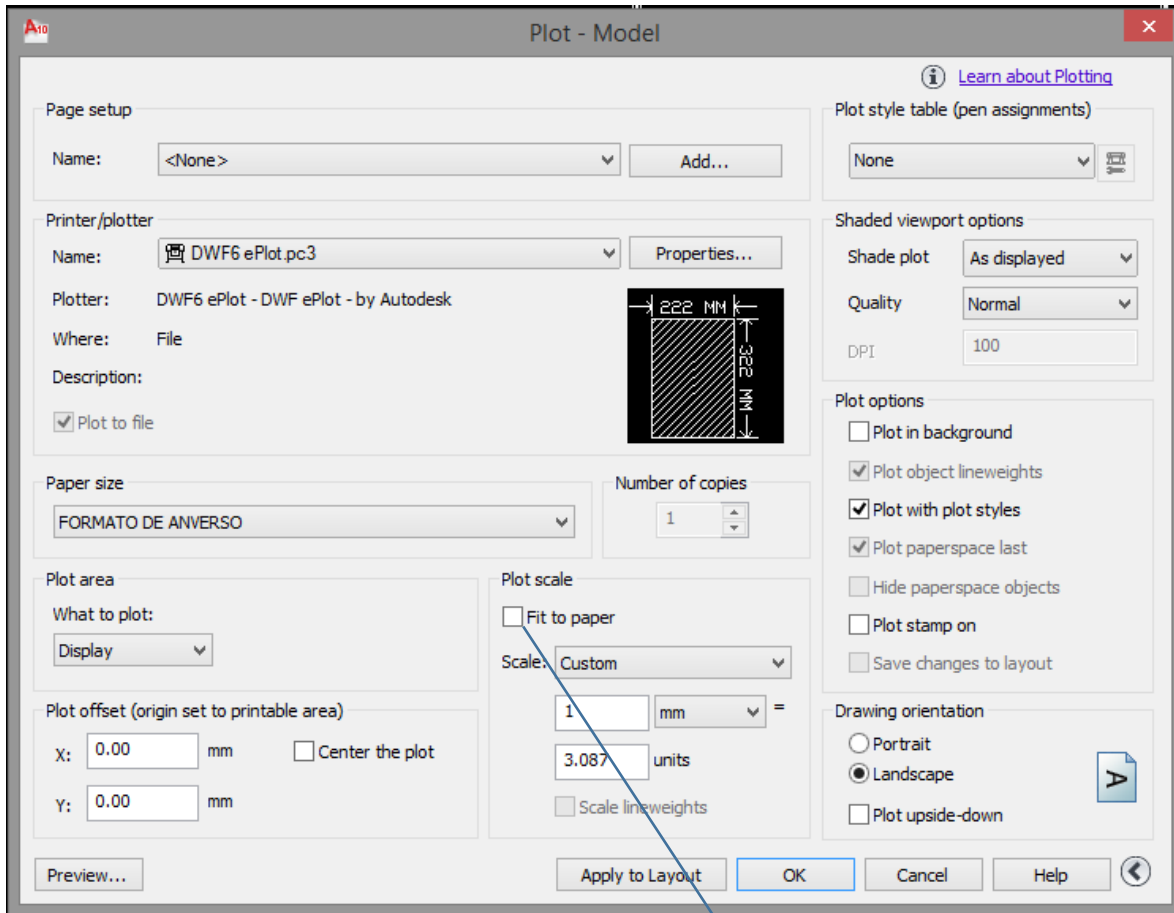 A10
Plot - Model
Learn about Plotting
Page setup
Name: <None> Add...
Plot style table (pen assignments)
None
Printer/plotter
Name: DWF6 ePlot.pc3 Properties...
Plotter: DWF6 ePlot - DWF ePlot - by Autodesk
Where: File
Description:
Plot to file
222 MM
322 MM
Shaded viewport options
Shade plot As displayed
Quality Normal
DPI 100
Paper size
FORMATO DE ANVERSO
Number of copies
1
Plot options
Plot in background
Plot object lineweights
Plot with plot styles
Plot paperspace last
Hide paperspace objects
Plot stamp on
Save changes to layout
Plot area
What to plot:
Display
Plot scale
Fit to paper
Scale: Custom
1 mm =
3.087 units
Scale lineweights
Plot offset (origin set to printable area)
X: 0.00 mm Center the plot
Y: 0.00 mm
Drawing orientation
Portrait
Landscape
Plot upside-down
A
Preview... Apply to Layout OK Cancel Help